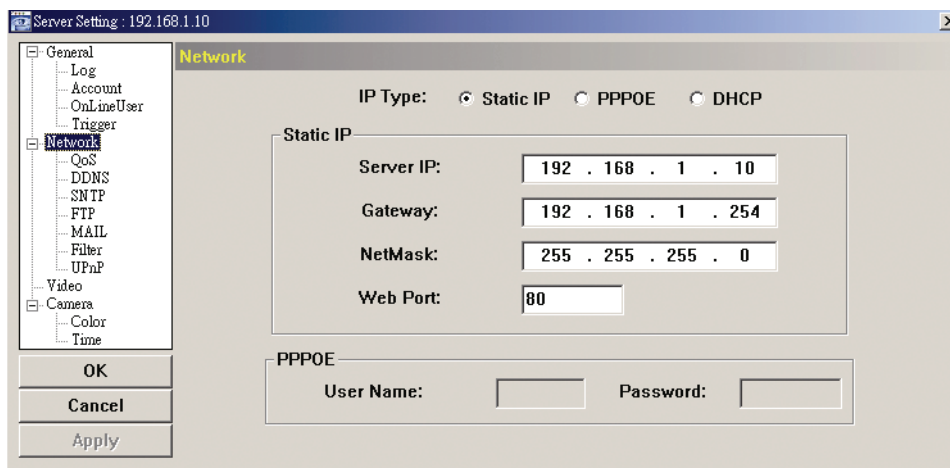 Server Setting : 192.168.1.10
General
Log
Account
OnLineUser
Trigger
Network
QoS
DDNS
SNTP
FTP
MAIL
Filter
UPnP
Video
Camera
Color
Time
OK
Cancel
Apply
Network
IP Type: Static IP PPPOE DHCP
Static IP
Server IP: 192 . 168 . 1 . 10
Gateway: 192 . 168 . 1 . 254
NetMask: 255 . 255 . 255 . 0
Web Port: 80
PPPOE
User Name: Password: